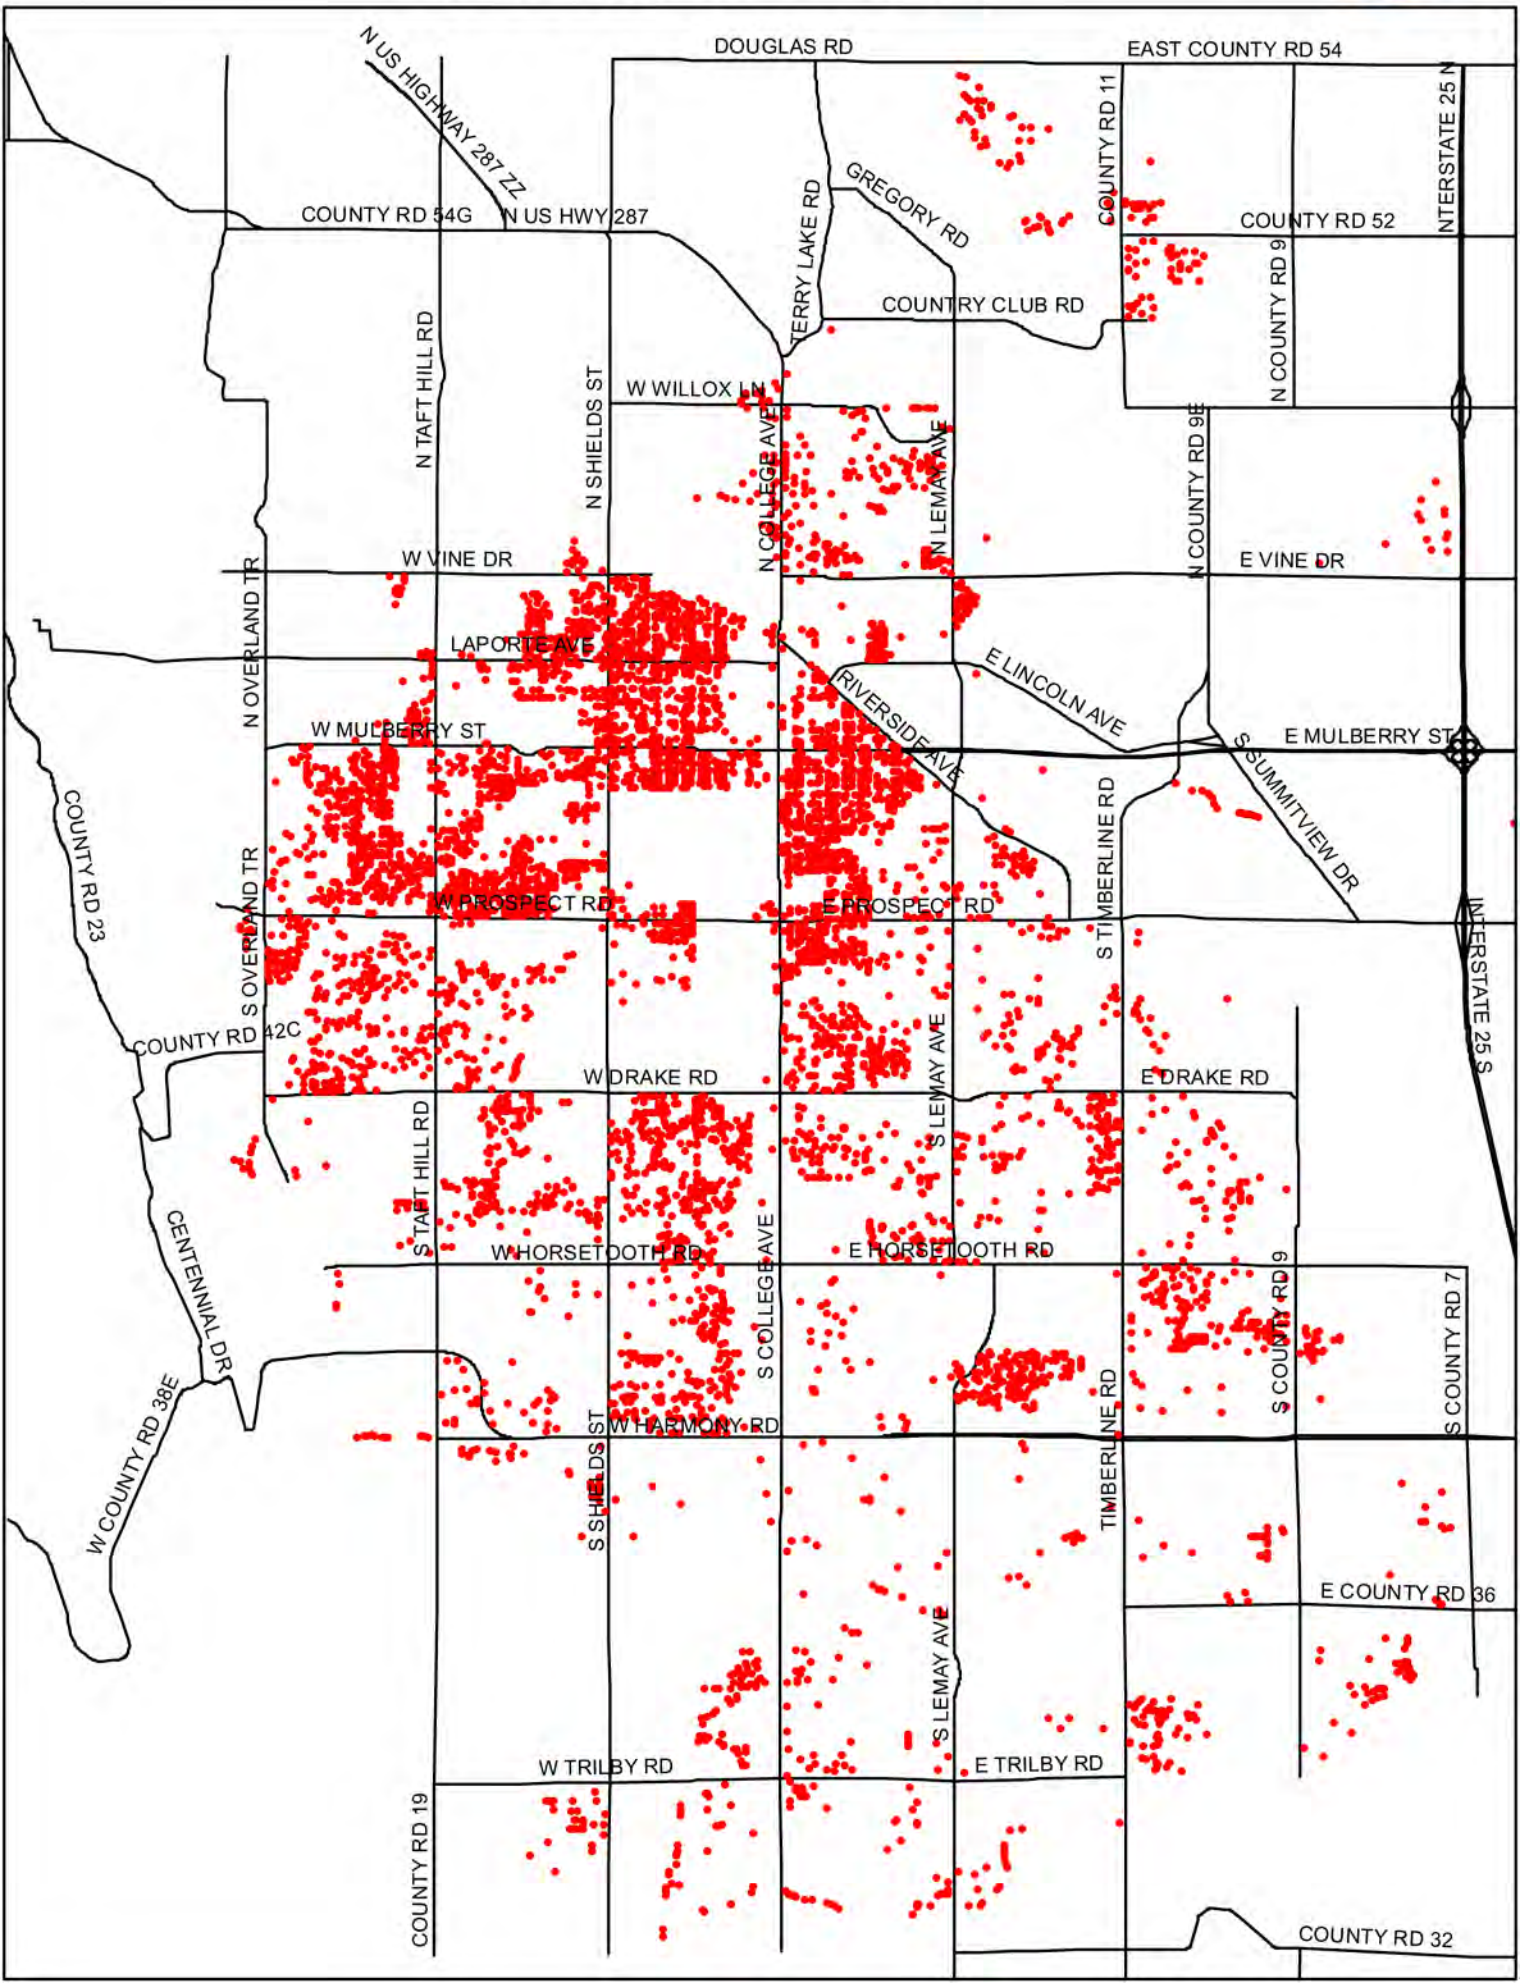 DOUGLAS RD
EAST COUNTY RD 54
N US HIGHWAY 287 ZZ
COUNTY RD 11
NTERSTATE 25 N
GREGORY RD
COUNTY RD 54G
N US HWY 287
TERRY LAKE RD
COUNTY RD 52
N COUNTY RD 9
COUNTRY CLUB RD
N TAFT HILL RD
N SHIELDS ST
W WILLOX LN
N COLLEGE AVE
N LEMAY AVE
N COUNTY RD 9E
W VINE DR
E VINE DR
N OVERLAND TR
LAPORTE AVE
E LINCOLN AVE
RIVERSIDE AVE
W MULBERRY ST
E MULBERRY ST
S SUMMITVIEW DR
COUNTY RD 23
S TIMBERLINE RD
S OVERLAND TR
W PROSPECT RD
E PROSPECT RD
INTERSTATE 25 S
COUNTY RD 42C
S LEMAY AVE
W DRAKE RD
E DRAKE RD
S TAFT HILL RD
CENTENNIAL DR
W HORSETOOTH RD
E HORSETOOTH RD
S COLLEGE AVE
S COUNTY RD 9
S COUNTY RD 7
W COUNTY RD 38E
W HARMONY RD
S SHIELDS ST
TIMBERLINE RD
E COUNTY RD 36
S LEMAY AVE
W TRILBY RD
E TRILBY RD
COUNTY RD 19
COUNTY RD 32